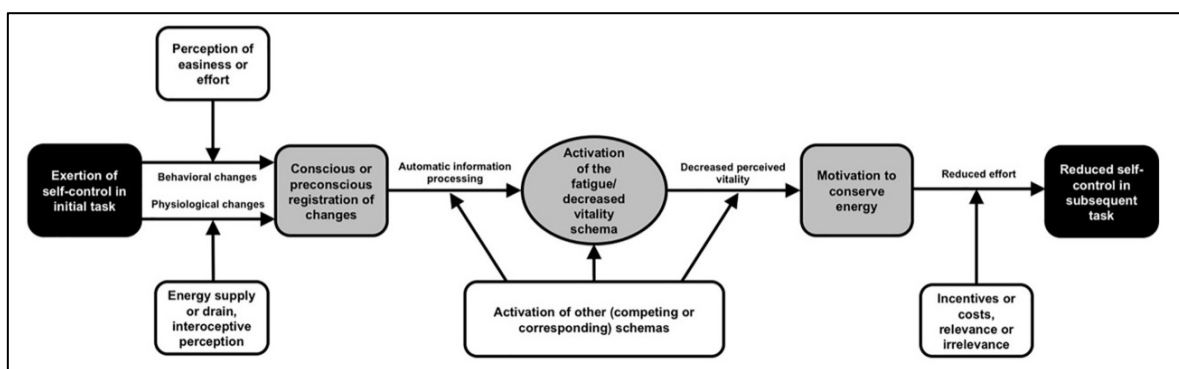 Perception of
easiness or
effort
Exertion of
self-control in
initial task
Behavioral changes
Physiological changes
Conscious or
preconscious
registration of
changes
Automatic information
processing
Activation
of the
fatigue/
decreased
vitality
schema
Decreased perceived
vitality
Motivation to
conserve
energy
Reduced effort
Reduced self-
control in
subsequent
task
Energy supply
or drain,
interoceptive
perception
Activation of other (competing or
corresponding) schemas
Incentives or
costs,
relevance or
irrelevance